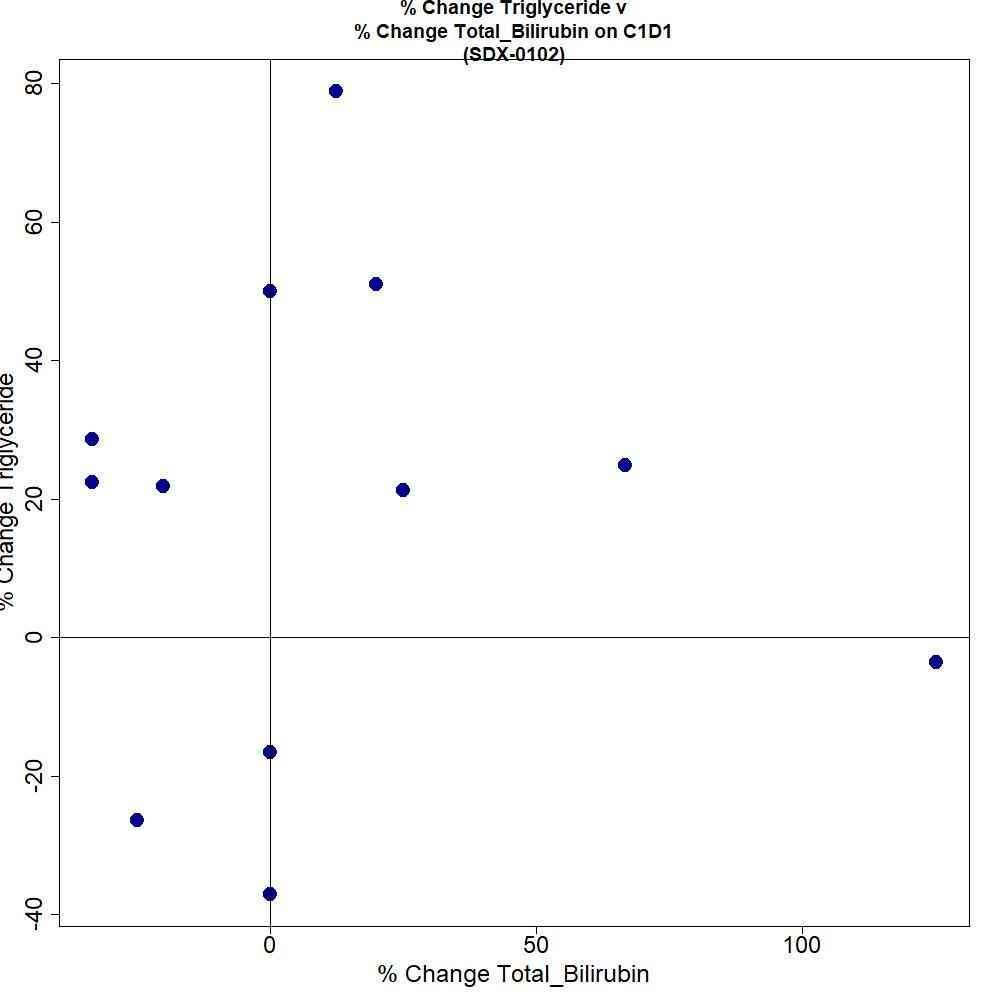 % Change Triglyceride v
% Change Total_Bilirubin on C1D1
(SDX-0102)
80
60
40
20
0
-20
-40
% Change Triglyceride
0
50
100
% Change Total_Bilirubin